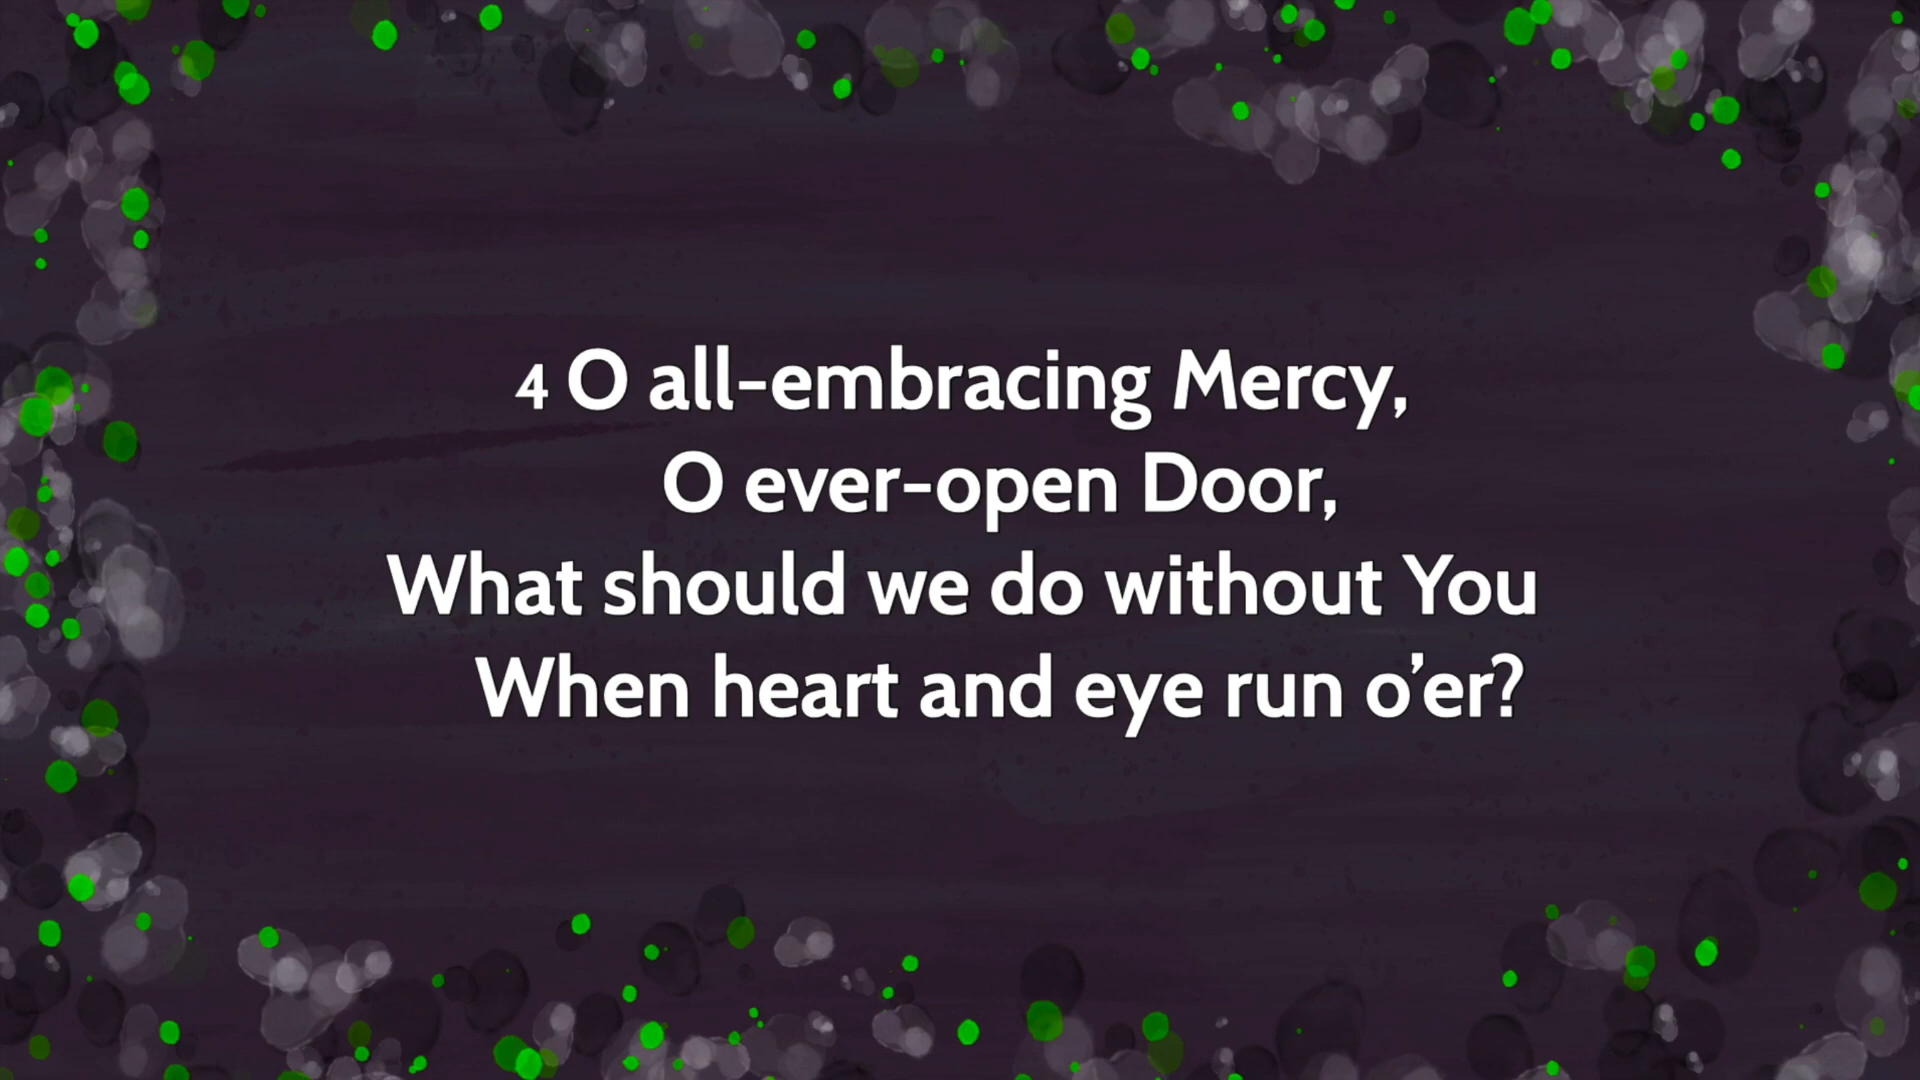 4 O all-embracing Mercy,
O ever-open Door,
What should we do without You
When heart and eye run o’er?